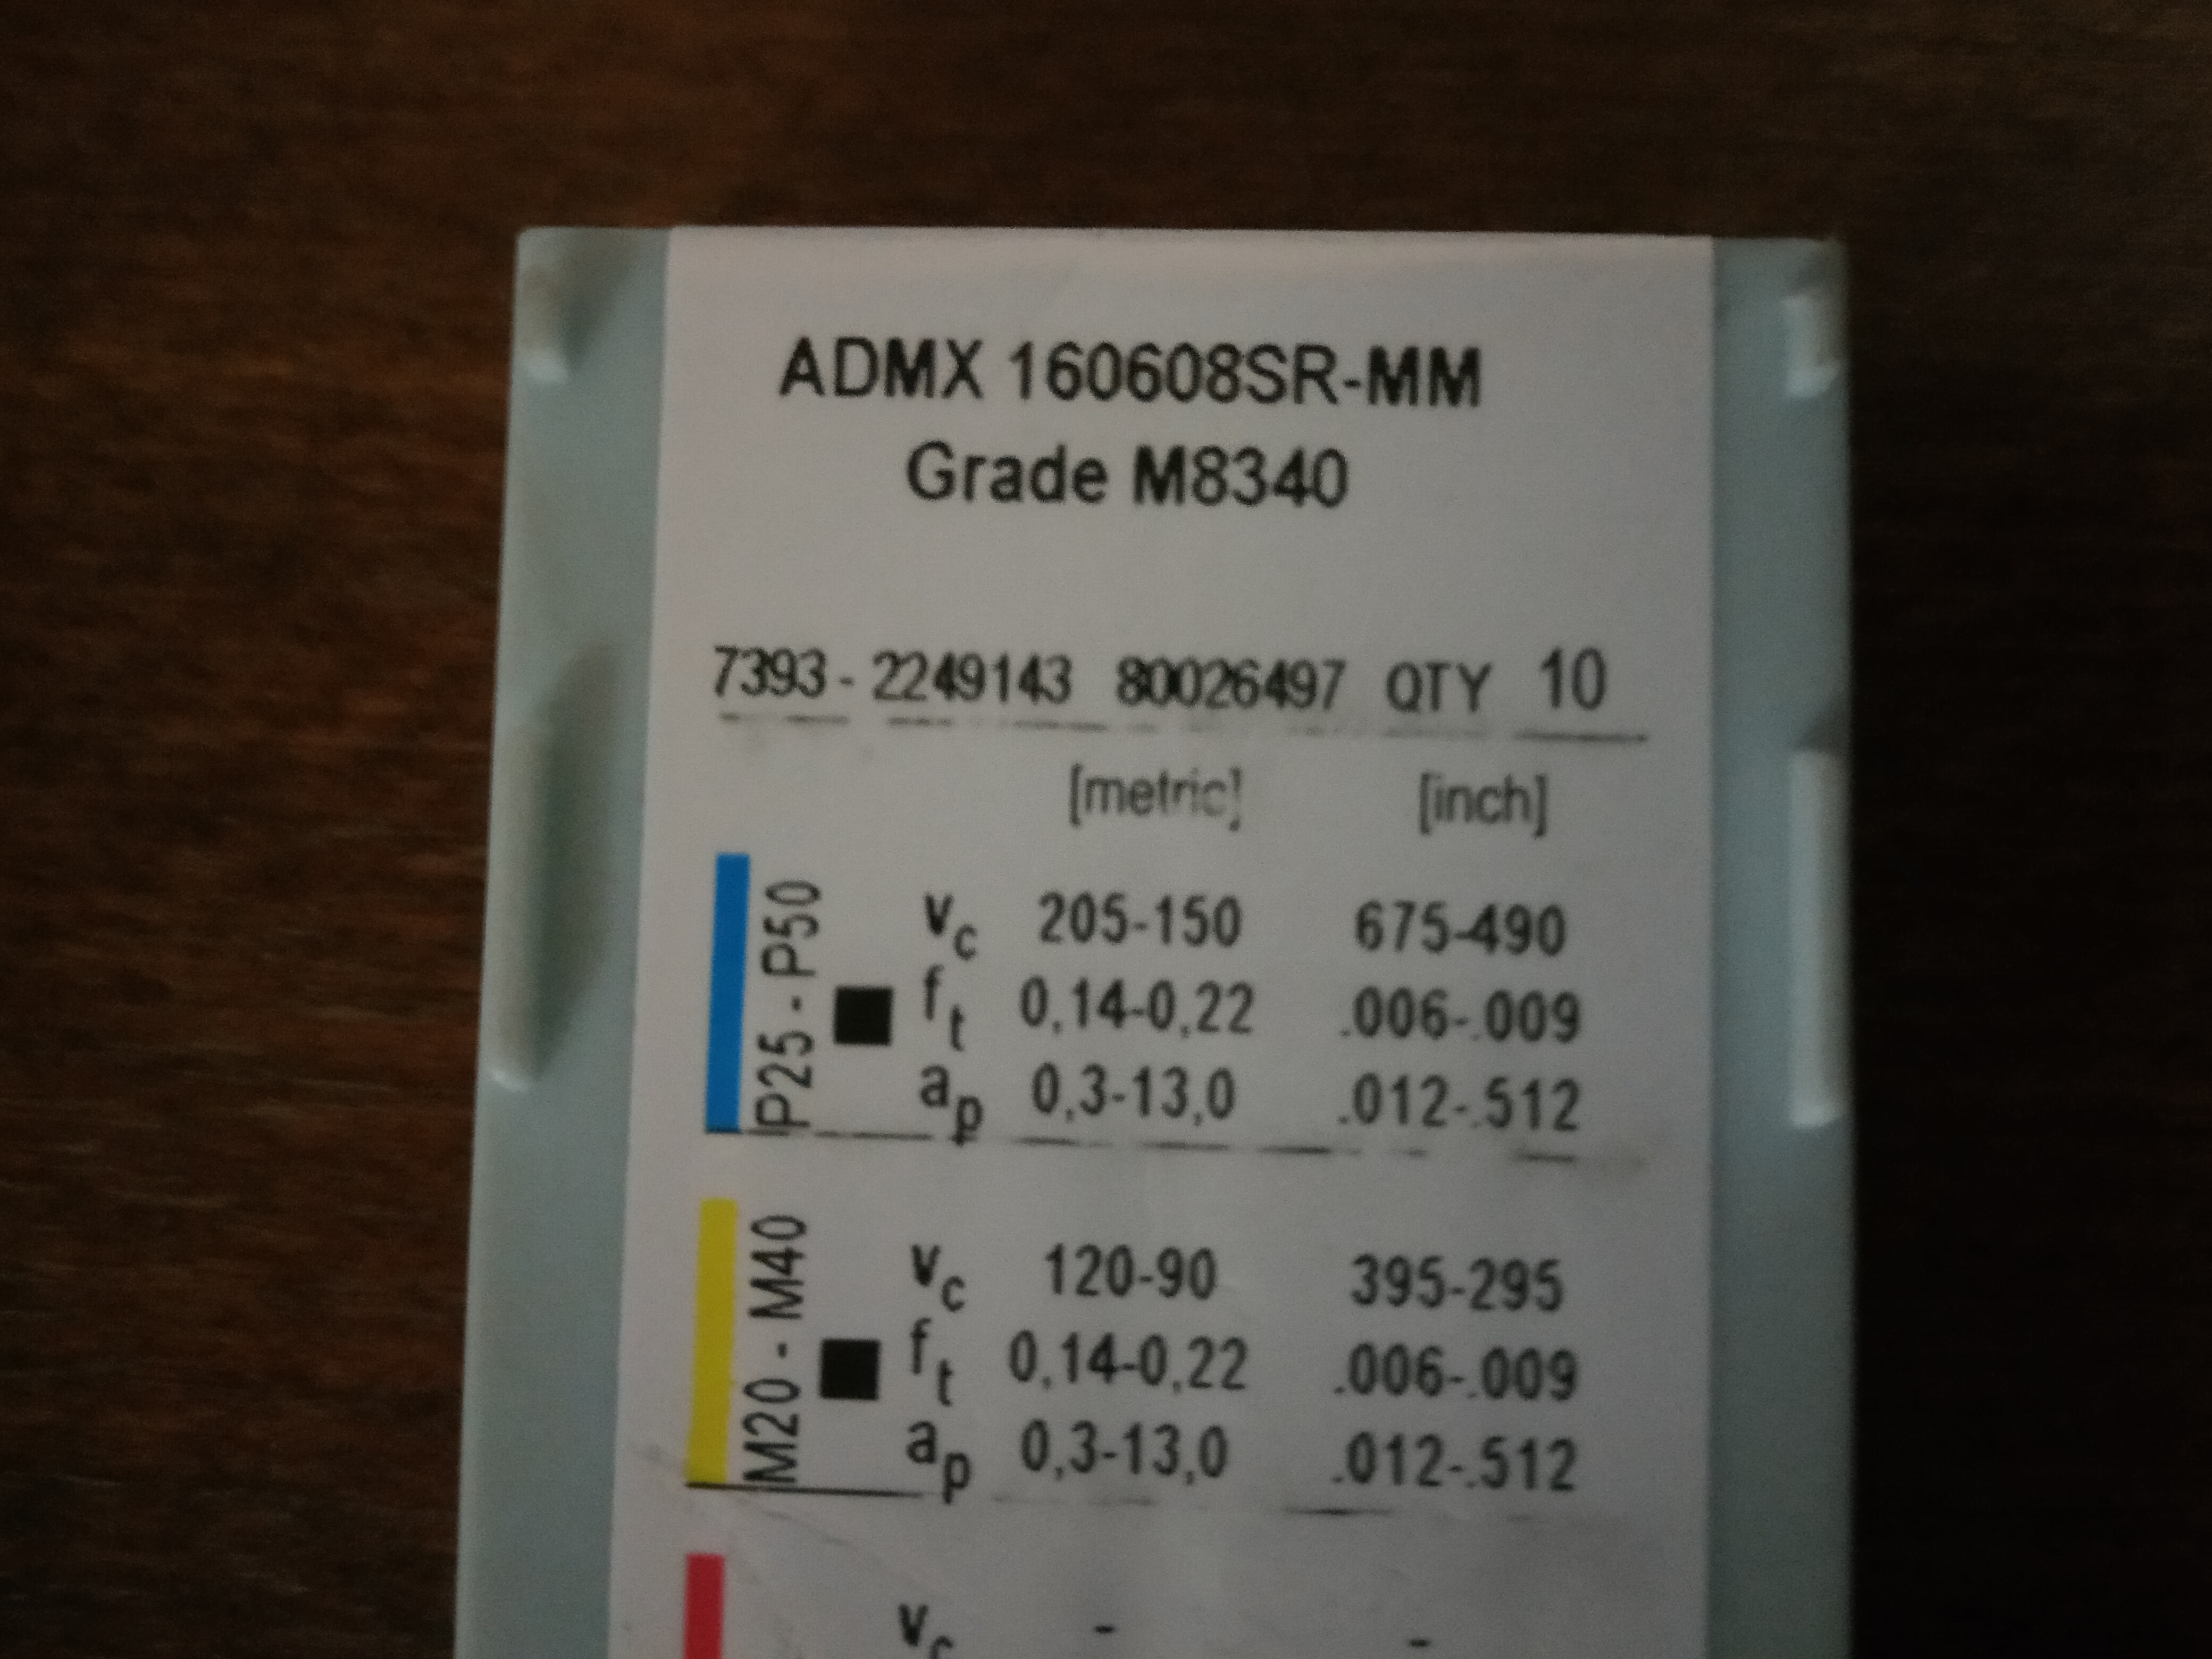 ADMX 160608SR-MM
Grade M8340
7393 - 2249143 80026497 QTY 10
[metric] [inch]
P25 - P50
vc 205-150 675-490
ft 0,14-0,22 .006-.009
ap 0,3-13,0 .012-.512
M20 - M40
vc 120-90 395-295
ft 0,14-0,22 .006-.009
ap 0,3-13,0 .012-.512
vc - -